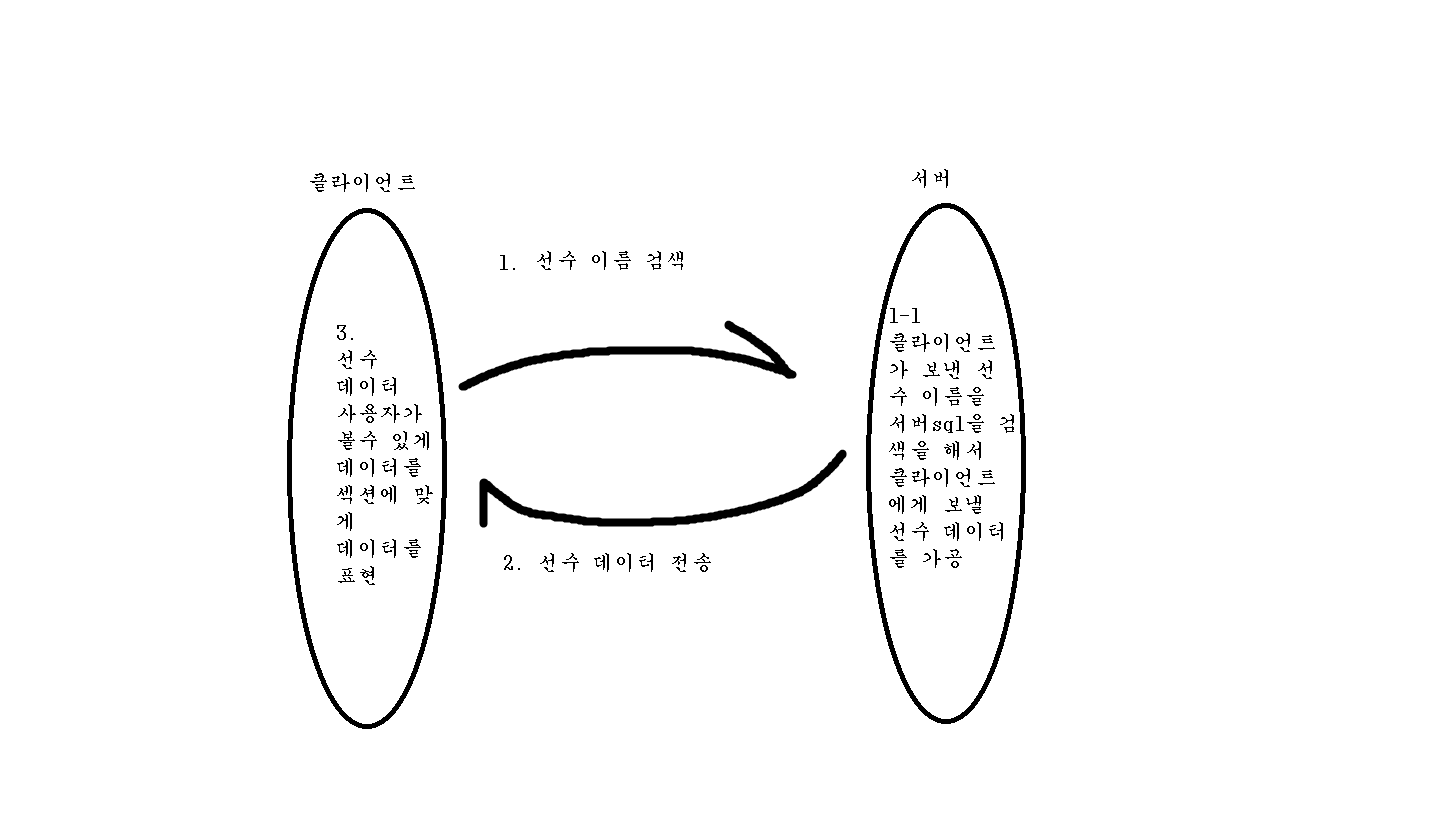 클라이언트
서버
1. 선수 이름 검색
3.
선수
데이터
사용자가
볼수 있게
데이터를
섹션에 맞
게
데이터를
표현
1-1
클라이언트
가 보낸 선
수 이름을
서버sql을 검
색을 해서
클라이언트
에게 보낼
선수 데이터
를 가공
2. 선수 데이터 전송